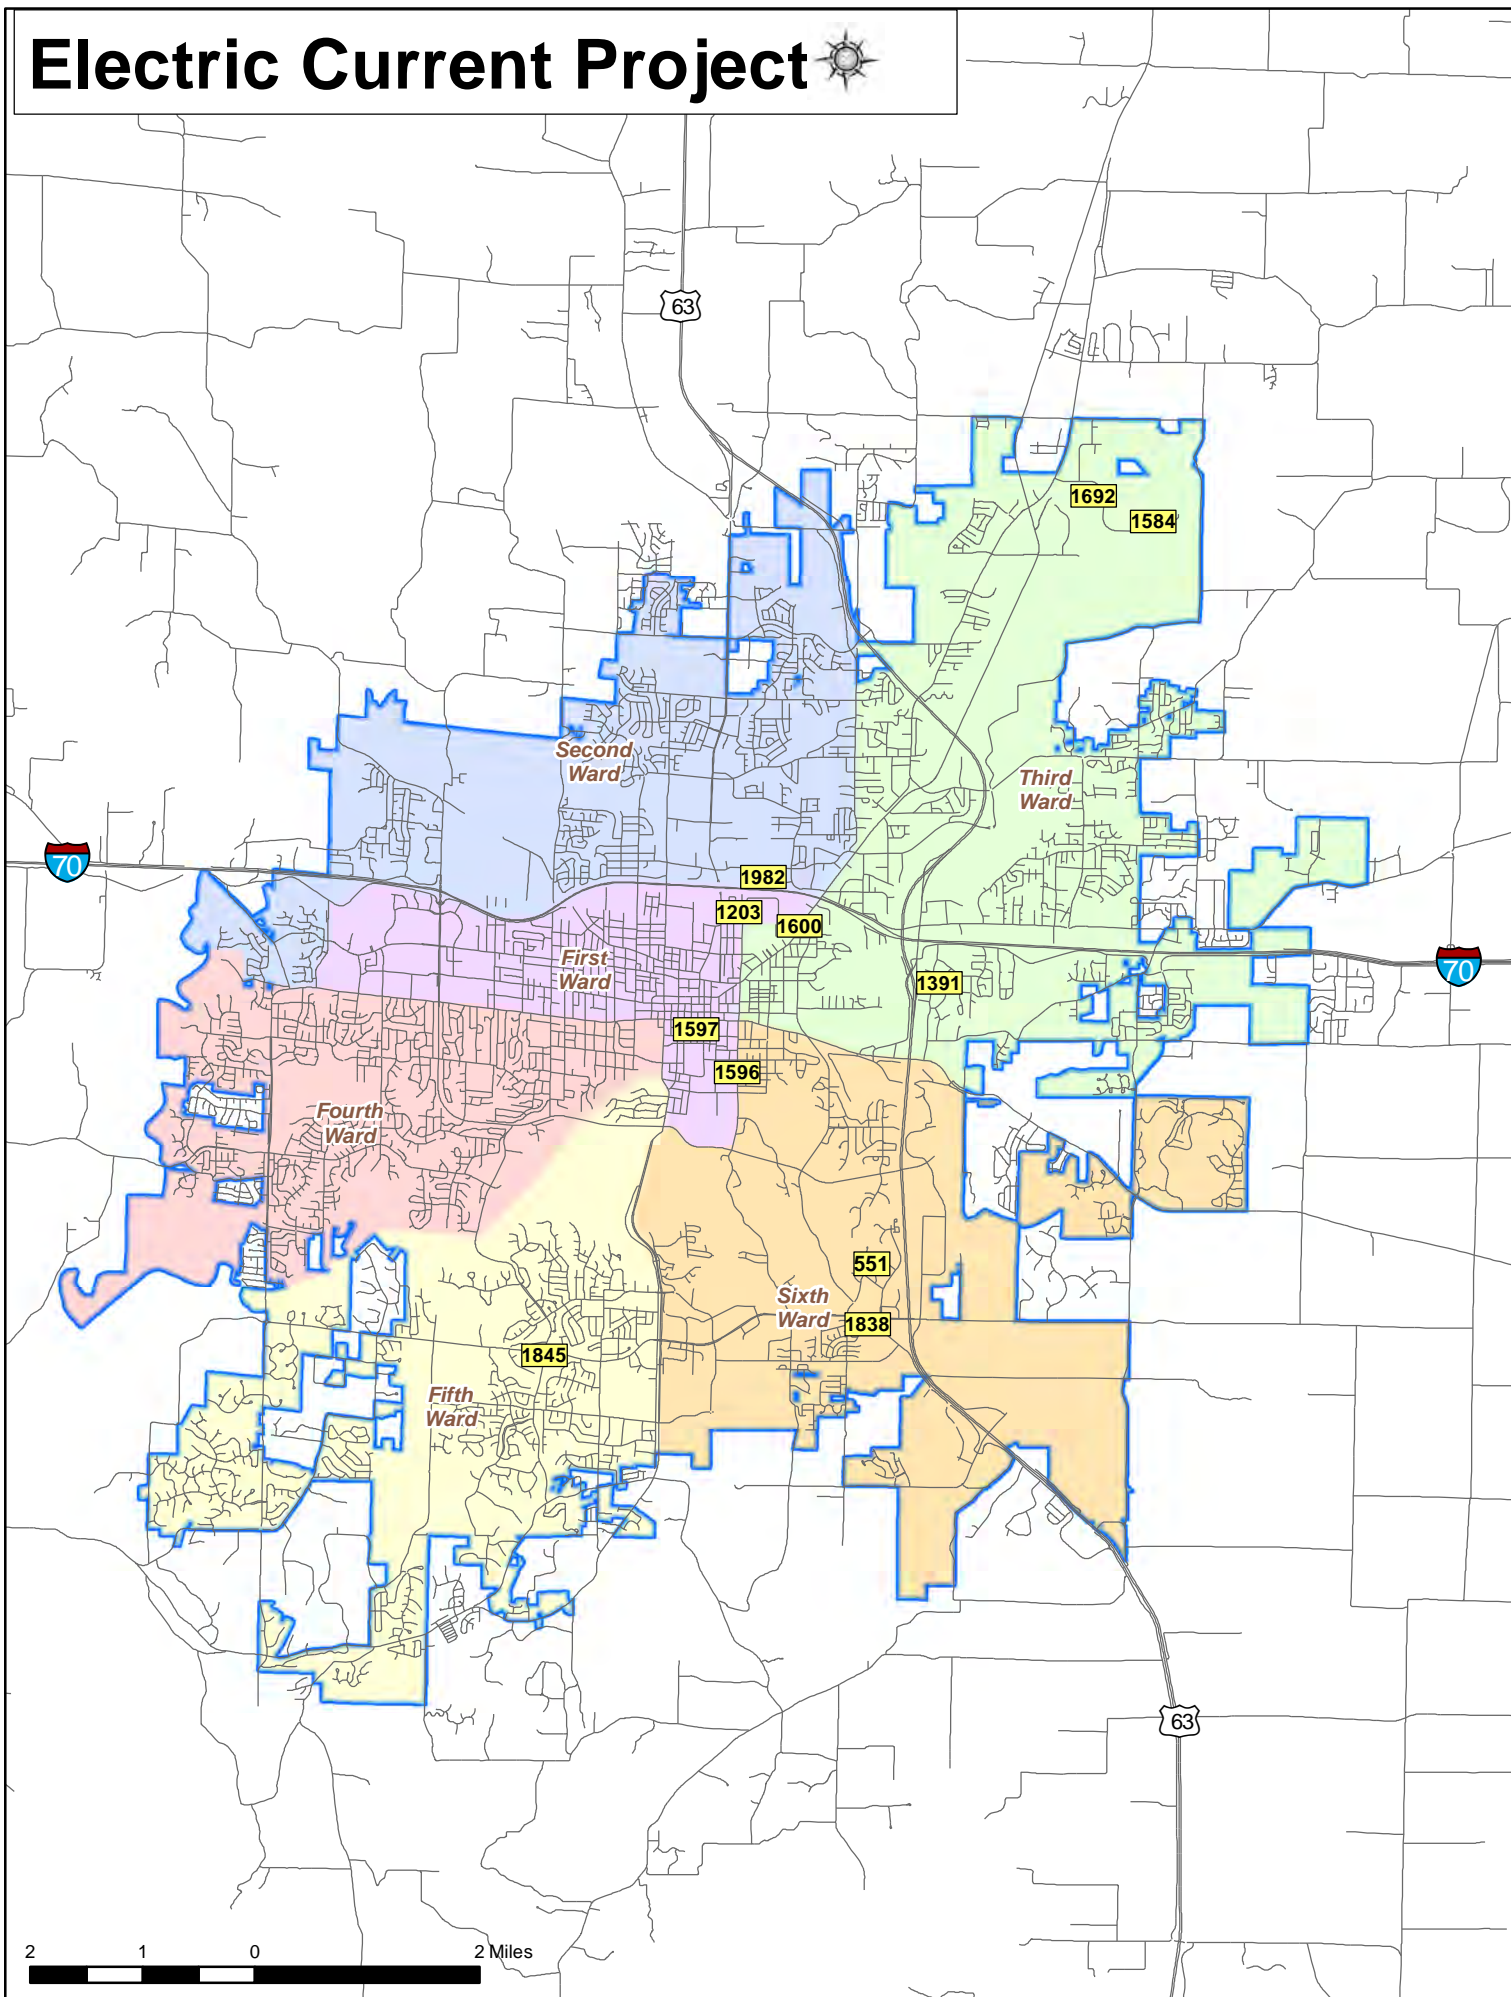 Electric Current Project
63
1692
1584
Second
Ward
Third
Ward
70
1982
1203
1600
First
Ward
70
1391
1597
1596
Fourth
Ward
551
Sixth
Ward
1838
1845
Fifth
Ward
63
2 1 0 2 Miles